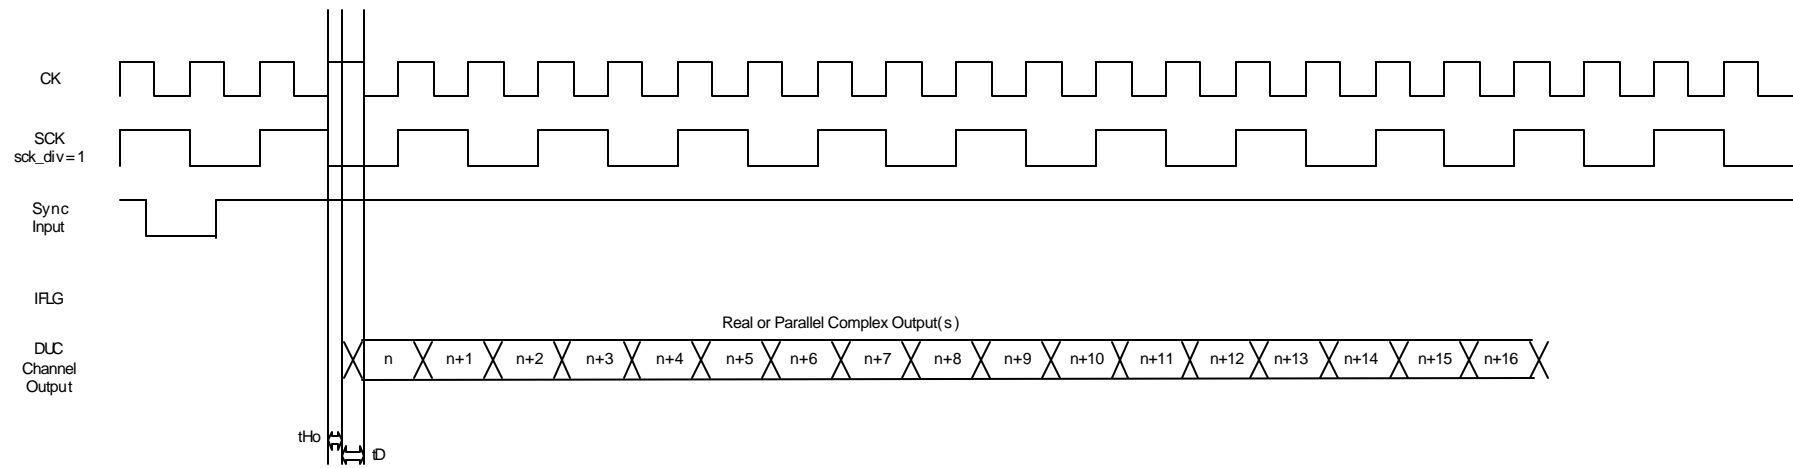 CK
SCK
sck_div=1
Sync
Input
IFLG
Real or Parallel Complex Output(s)
DUC
Channel
Output
n n+1 n+2 n+3 n+4 n+5 n+6 n+7 n+8 n+9 n+10 n+11 n+12 n+13 n+14 n+15 n+16
tHo
tD